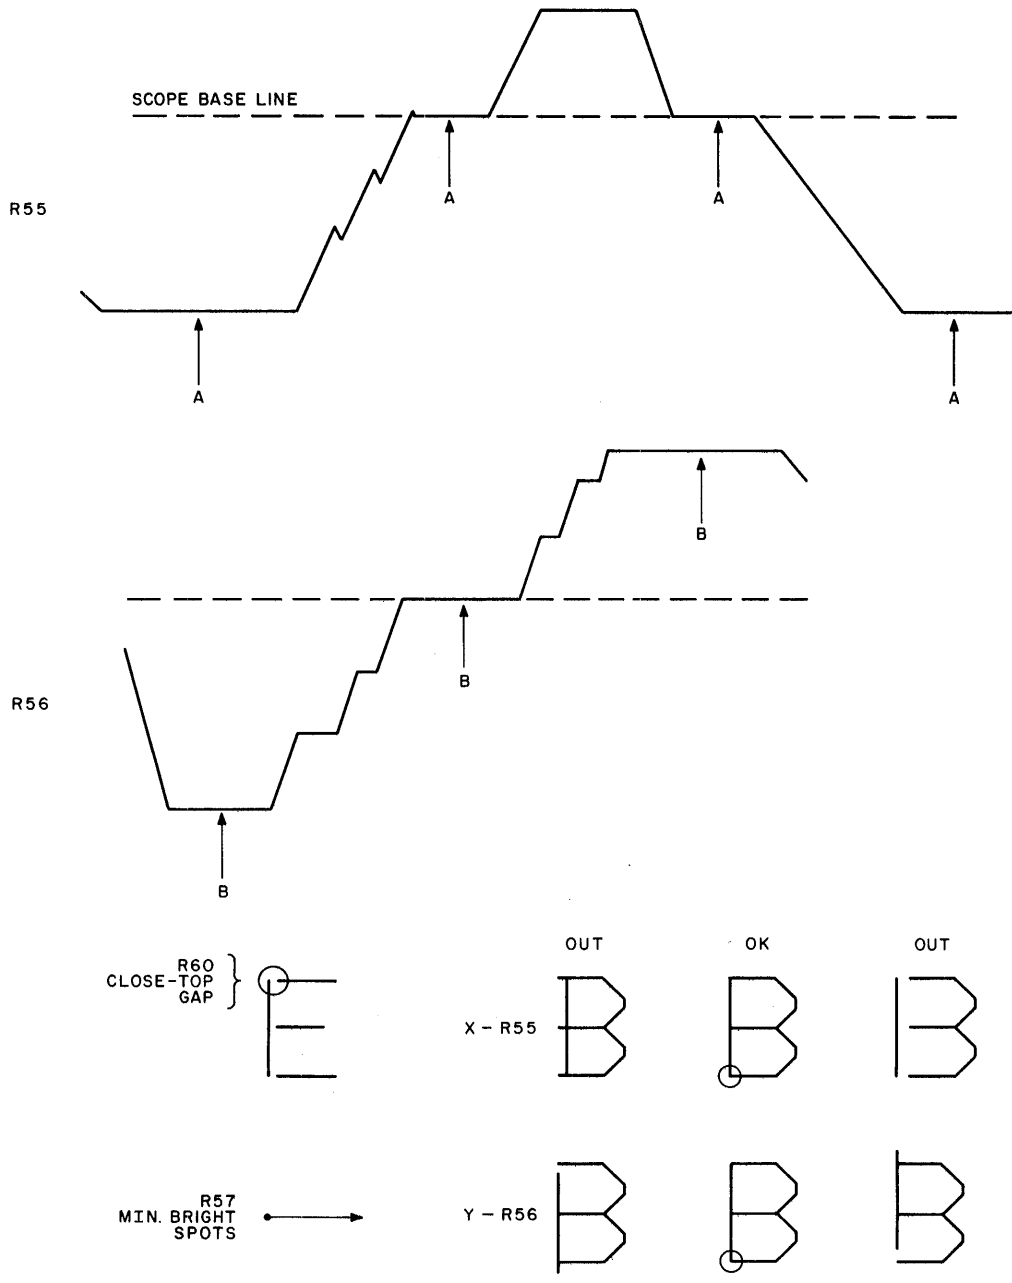 SCOPE BASE LINE
R55
A
A
A
A
B
B
R56
B
R60
CLOSE-TOP
GAP
OUT
OK
OUT
X - R55
R57
MIN. BRIGHT
SPOTS
Y - R56